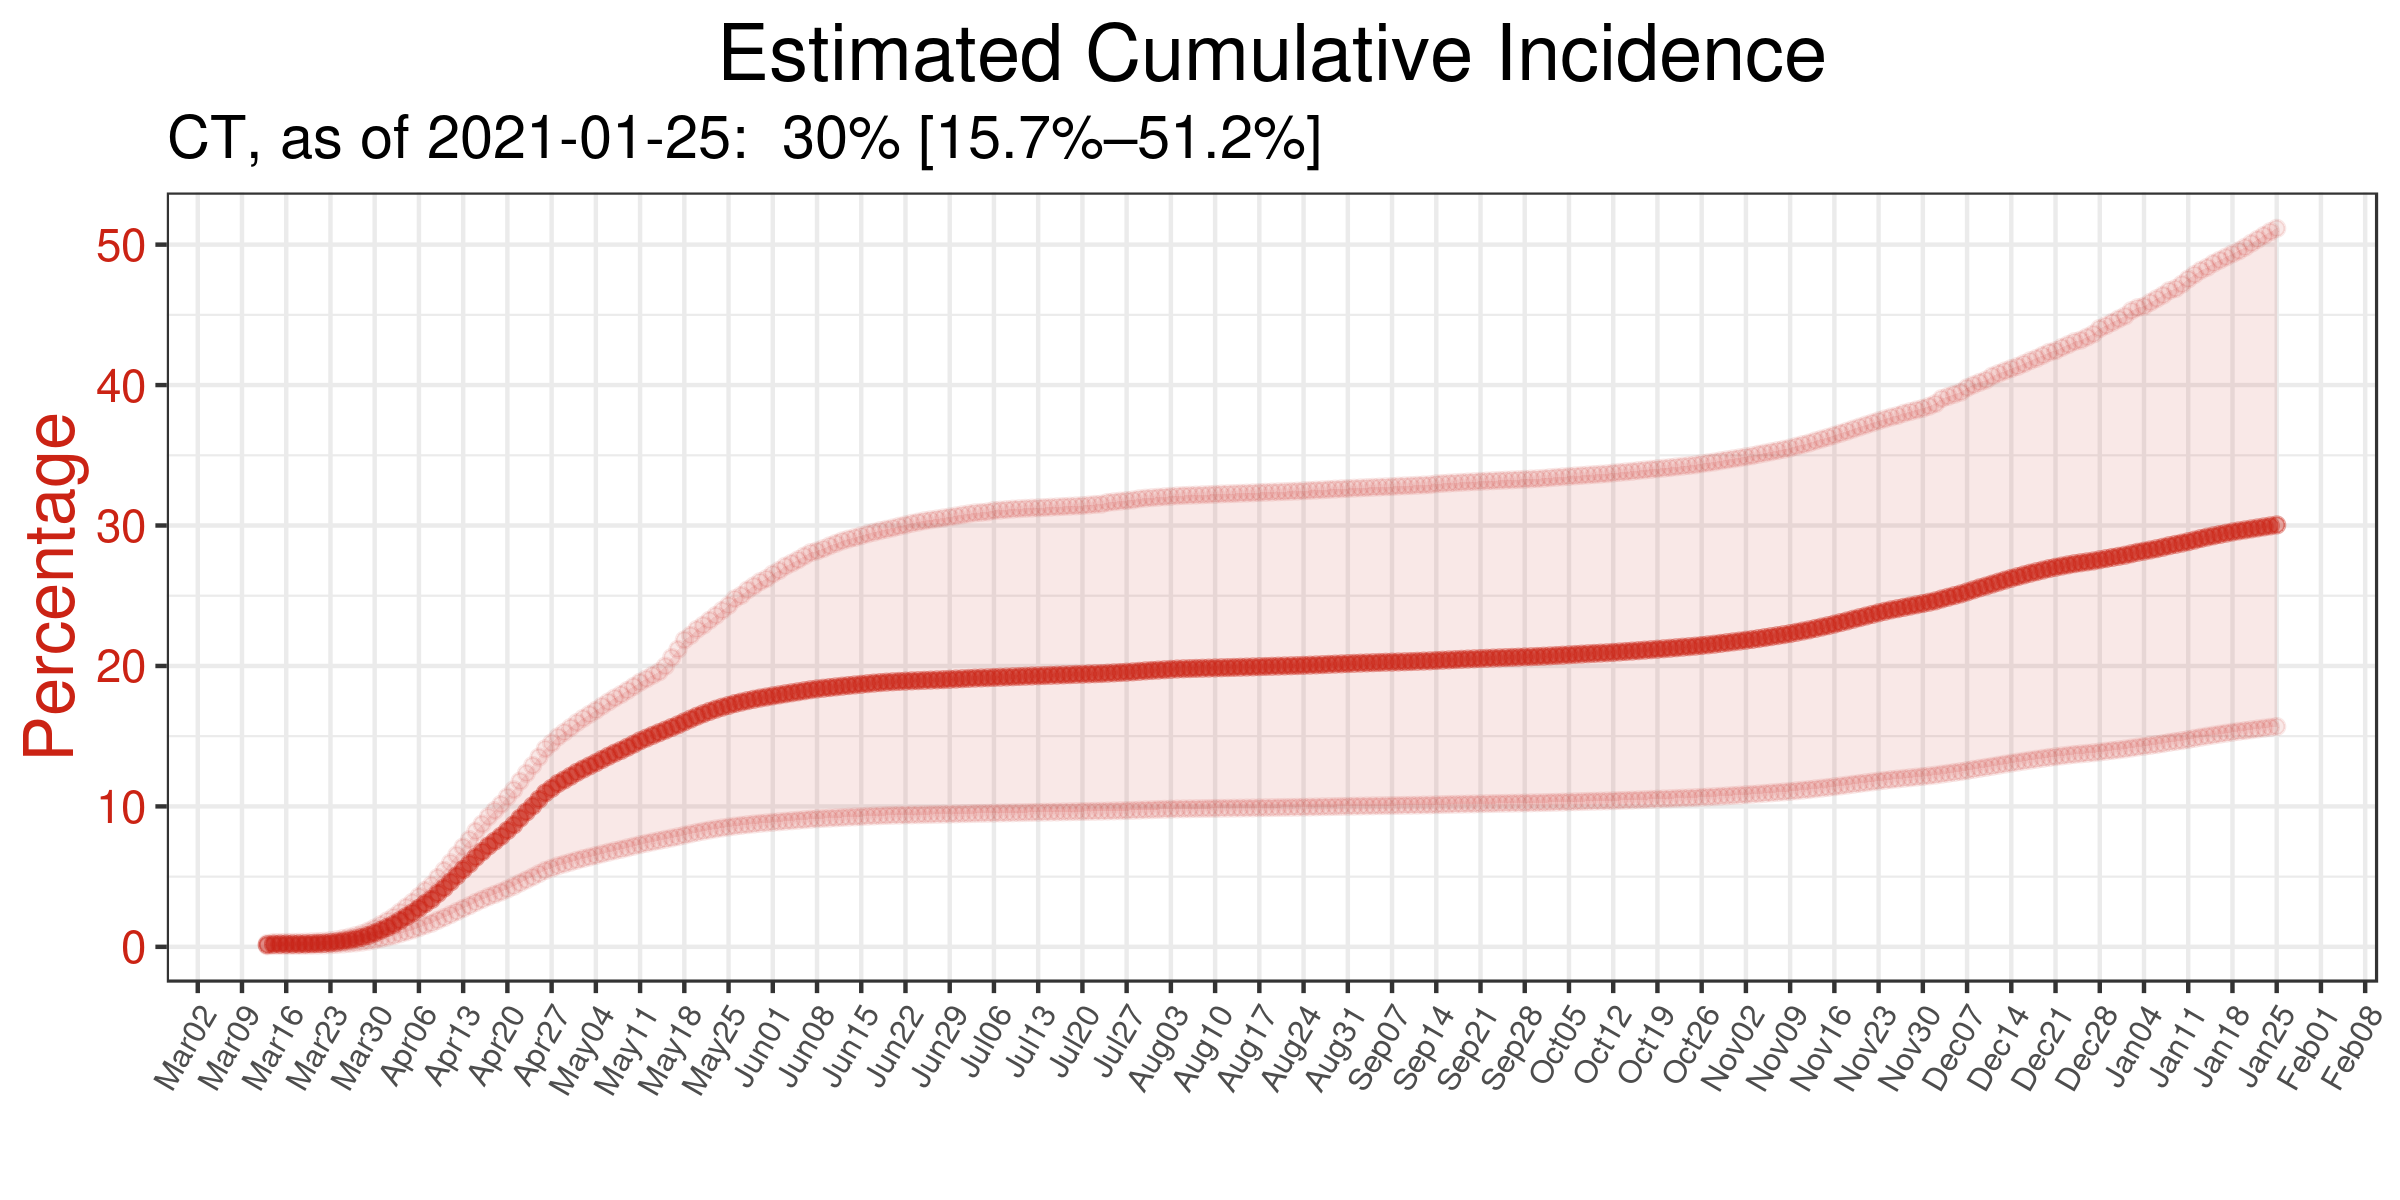 Estimated Cumulative Incidence
CT, as of 2021-01-25:  30% [15.7%–51.2%]
Percentage
50
40
30
20
10
0
Mar02
Mar09
Mar16
Mar23
Mar30
Apr06
Apr13
Apr20
Apr27
May04
May11
May18
May25
Jun01
Jun08
Jun15
Jun22
Jun29
Jul06
Jul13
Jul20
Jul27
Aug03
Aug10
Aug17
Aug24
Aug31
Sep07
Sep14
Sep21
Sep28
Oct05
Oct12
Oct19
Oct26
Nov02
Nov09
Nov16
Nov23
Nov30
Dec07
Dec14
Dec21
Dec28
Jan04
Jan11
Jan18
Jan25
Feb01
Feb08